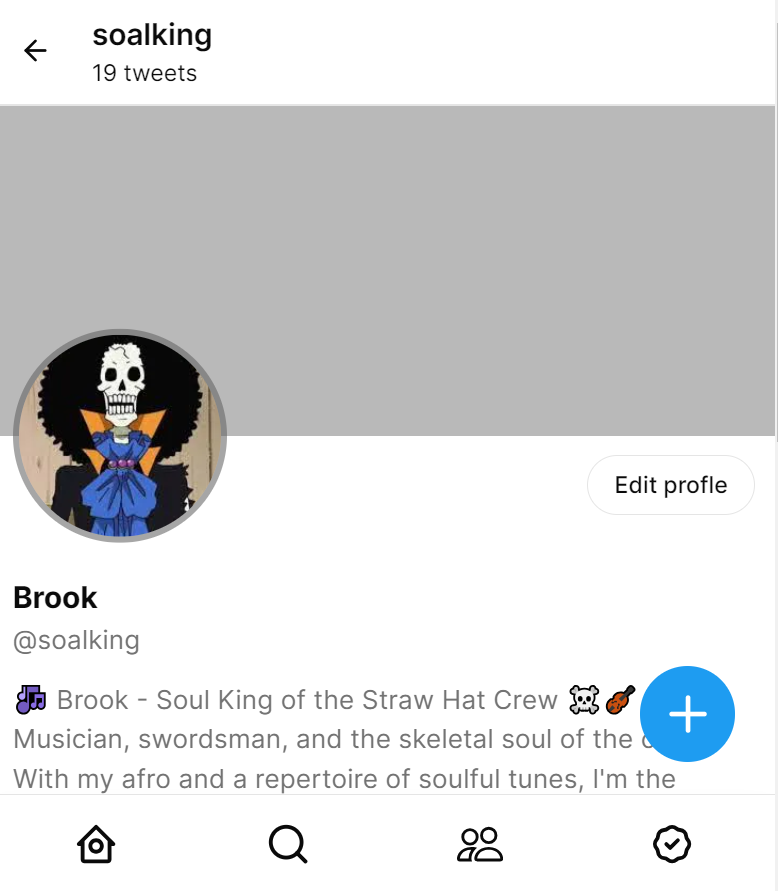 soalking
19 tweets
Edit profle
Brook
@soalking
🎶 Brook - Soul King of the Straw Hat Crew ☠️🎻
Musician, swordsman, and the skeletal soul of the
With my afro and a repertoire of soulful tunes, I'm the